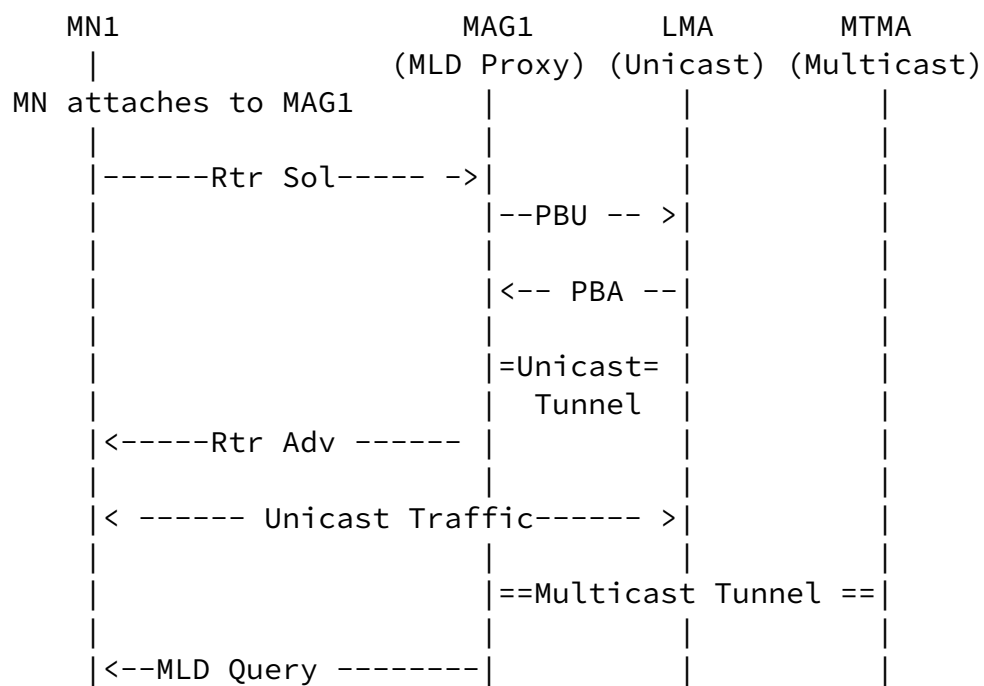 MN1 MAG1 LMA MTMA
| (MLD Proxy) (Unicast) (Multicast)
MN attaches to MAG1 | | |
| | | |
|------Rtr Sol----- ->| | |
| |--PBU -- >| |
| | | |
| |<-- PBA --| |
| | | |
| |=Unicast= | |
| | Tunnel | |
|<-----Rtr Adv ------ | |
| | | |
|< ------ Unicast Traffic------ >| |
| | | |
| |==Multicast Tunnel ==|
| | | |
|<--MLD Query --------| | |